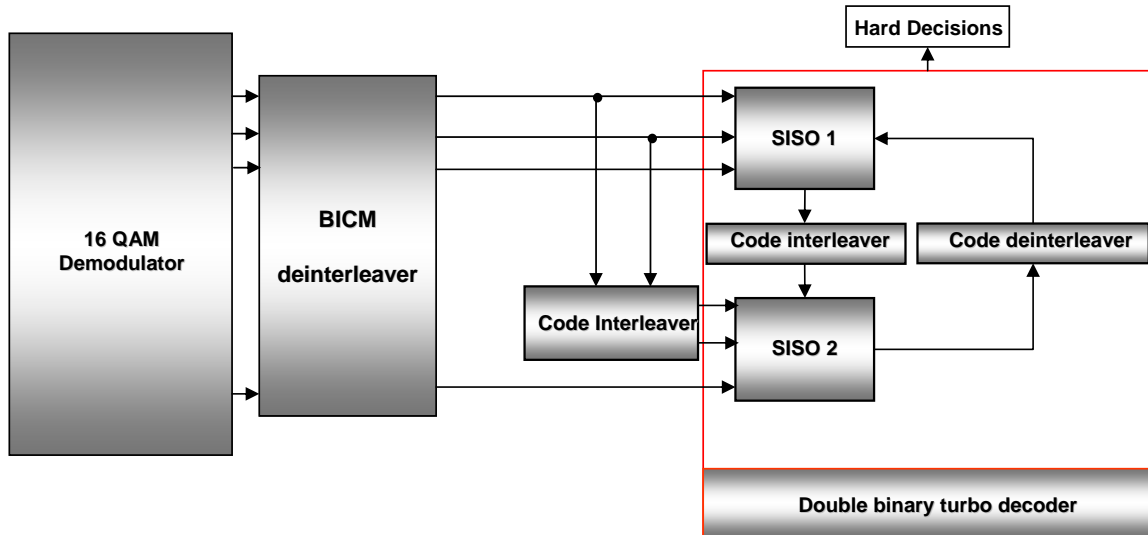 Hard Decisions
16 QAM
Demodulator
BICM
deinterleaver
SISO 1
Code interleaver
Code deinterleaver
Code Interleaver
SISO 2
Double binary turbo decoder